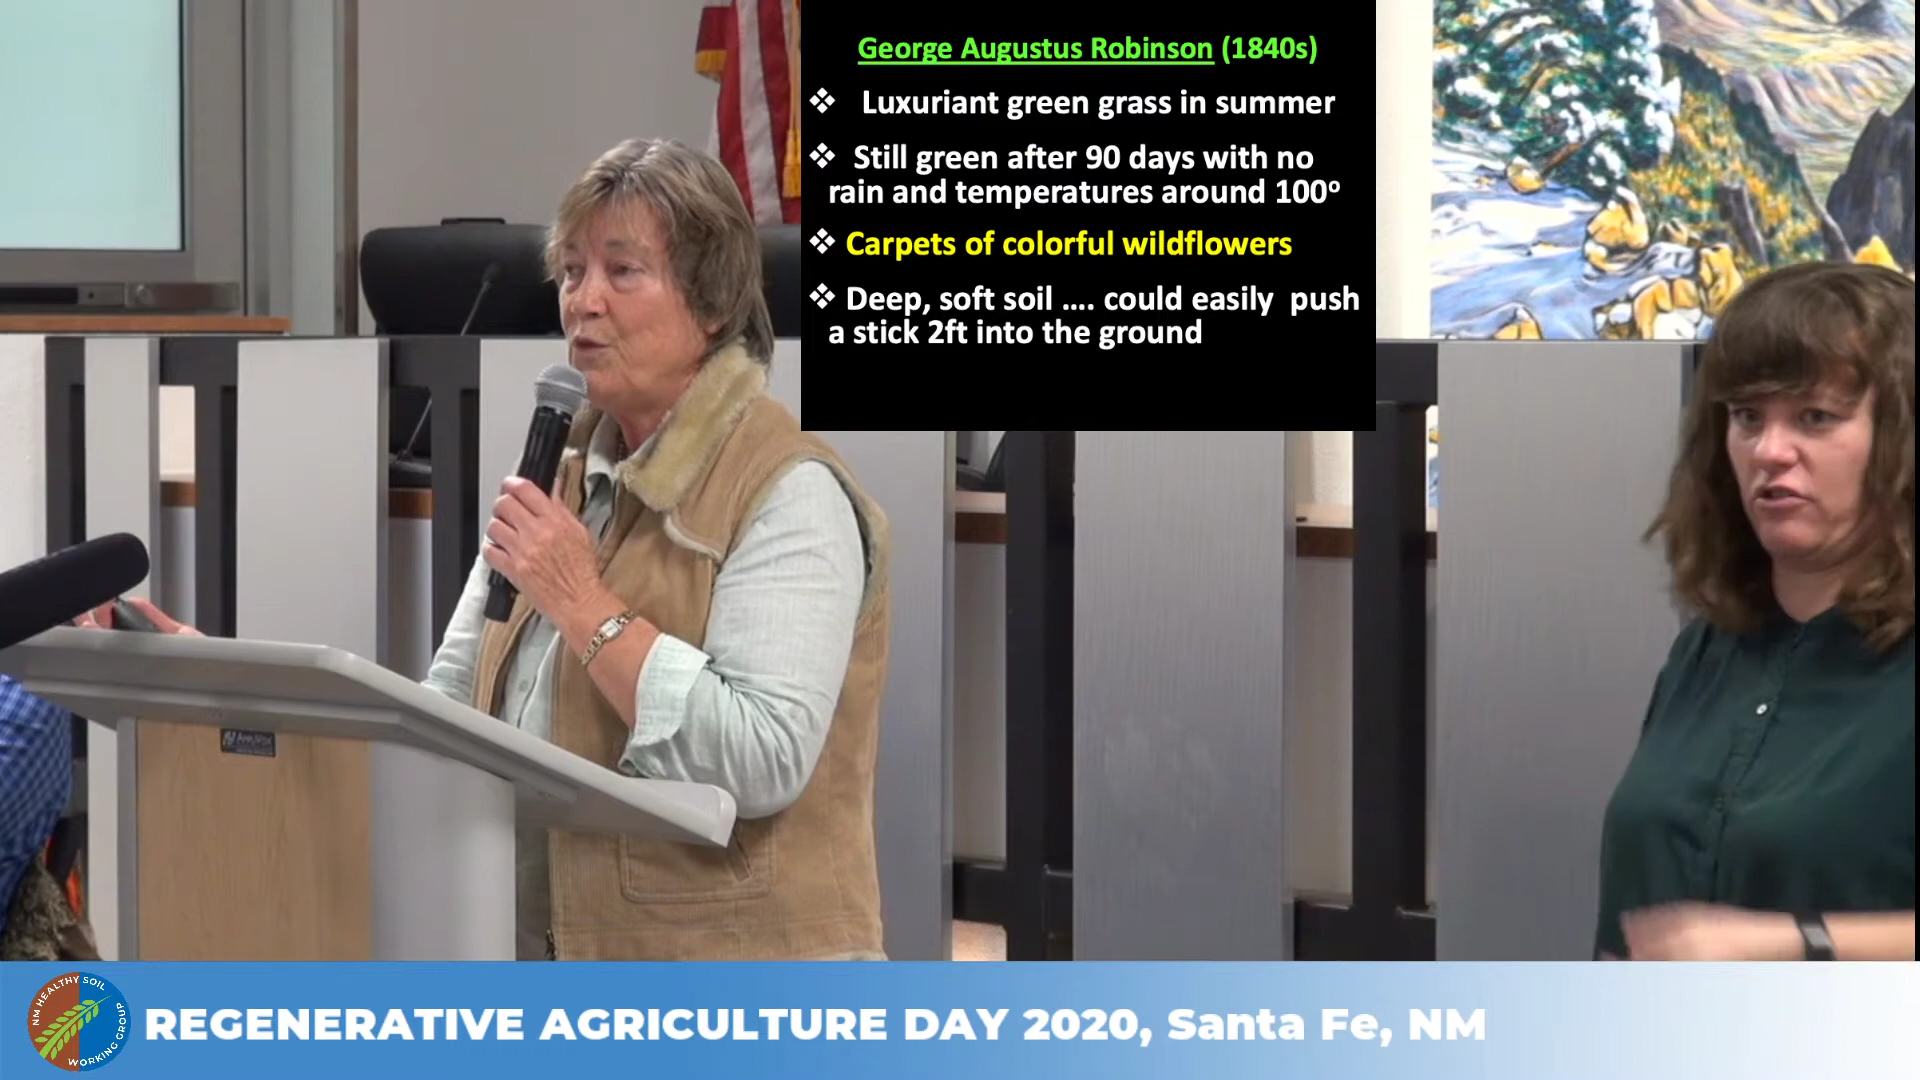 George Augustus Robinson (1840s)
❖ Luxuriant green grass in summer
❖ Still green after 90 days with no
rain and temperatures around 100º
❖ Carpets of colorful wildflowers
❖ Deep, soft soil .... could easily push
a stick 2ft into the ground
NM HEALTHY SOIL
WORKING GROUP
REGENERATIVE AGRICULTURE DAY 2020, Santa Fe, NM